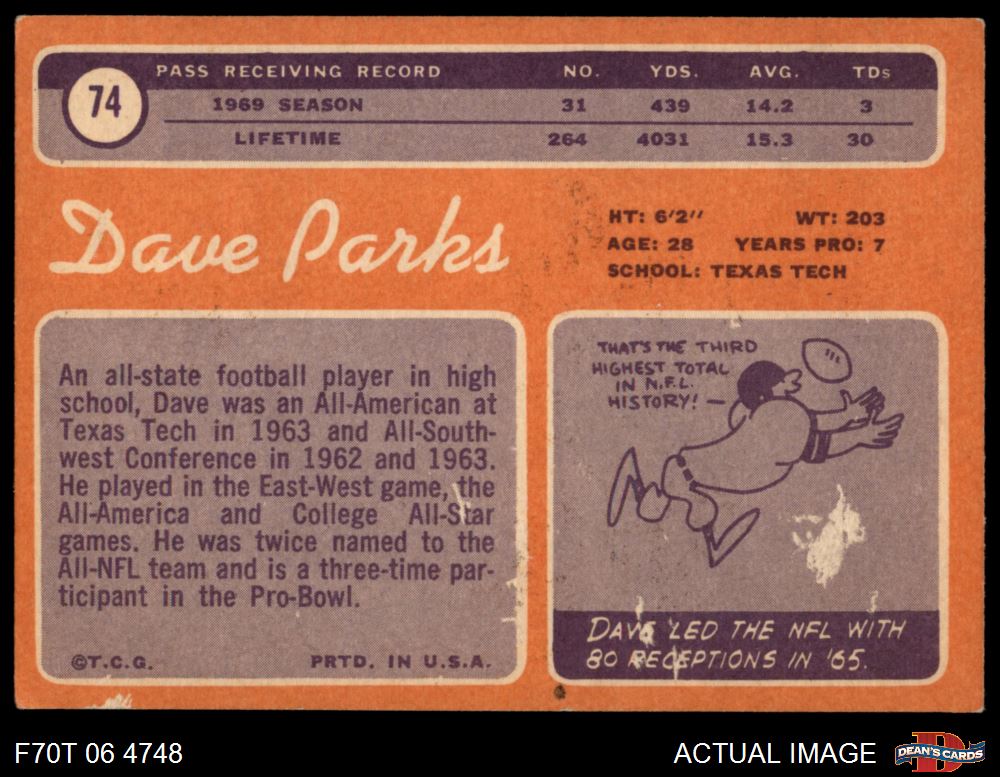 74
PASS RECEIVING RECORD NO. YDS. AVG. TDs
1969 SEASON 31 439 14.2 3
LIFETIME 264 4031 15.3 30
Dave Parks
HT: 6'2" WT: 203
AGE: 28 YEARS PRO: 7
SCHOOL: TEXAS TECH
An all-state football player in high
school, Dave was an All-American at
Texas Tech in 1963 and All-South-
west Conference in 1962 and 1963.
He played in the East-West game, the
All-America and College All-Star
games. He was twice named to the
All-NFL team and is a three-time par-
ticipant in the Pro-Bowl.
©T.C.G. PRTD. IN U.S.A.
THAT'S THE THIRD
HIGHEST TOTAL
IN N.F.L.
HISTORY!
DAVE LED THE NFL WITH
80 RECEPTIONS IN '65.
F70T 06 4748
ACTUAL IMAGE
D
DEAN'S CARDS